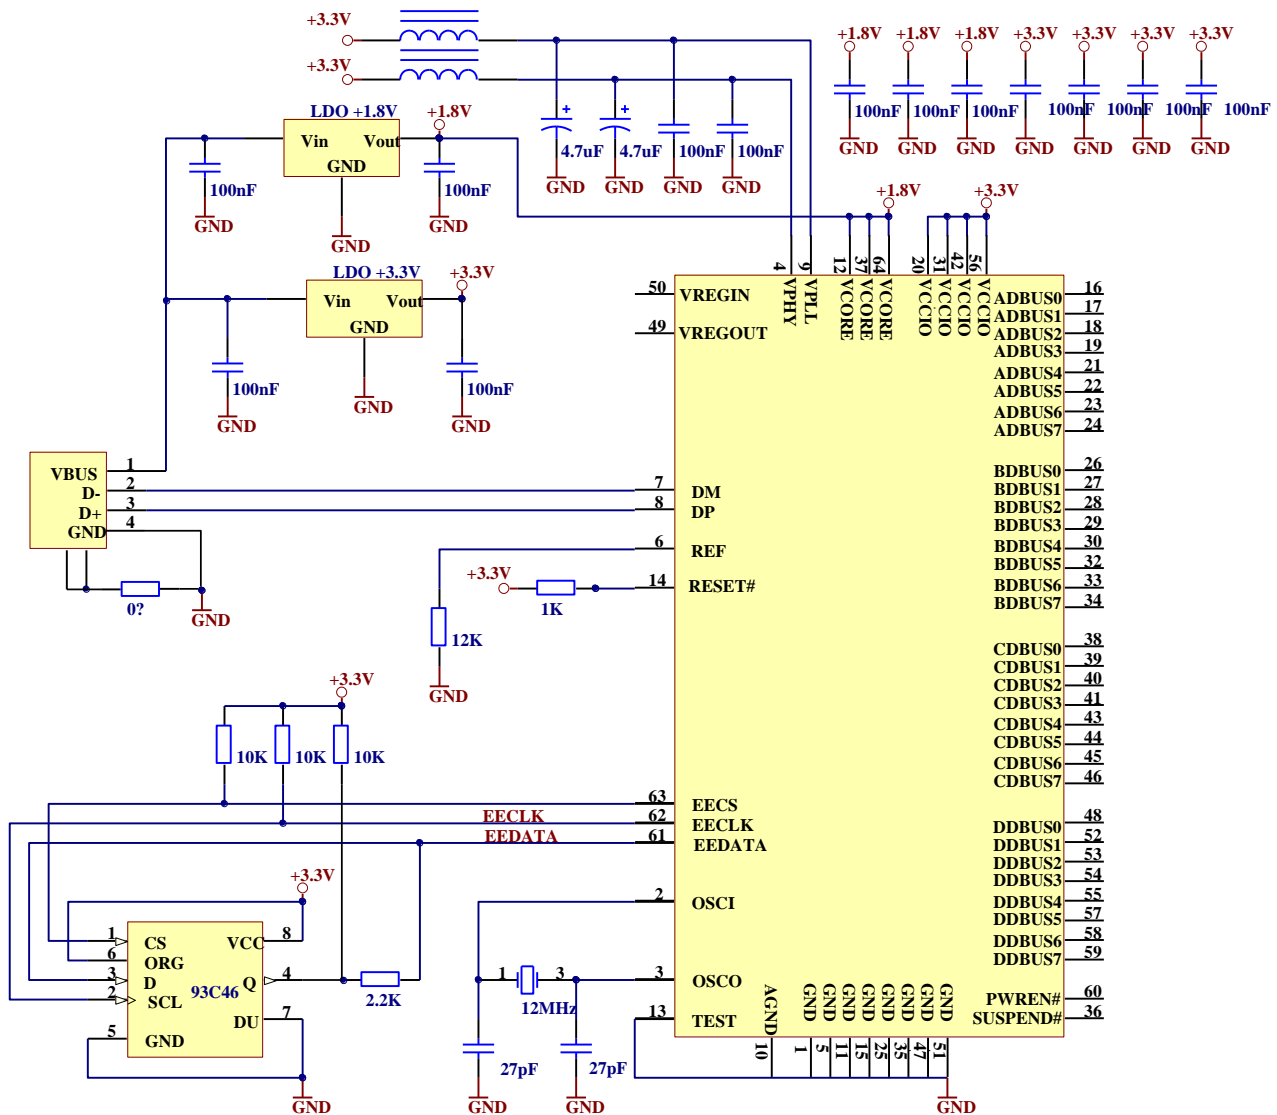 +3.3V
+3.3V
4.7uF
4.7uF
100nF
100nF
GND
GND
GND
GND
+1.8V
+1.8V
+1.8V
+3.3V
+3.3V
+3.3V
+3.3V
100nF
100nF
100nF
100nF
100nF
100nF
100nF
GND
GND
GND
GND
GND
GND
GND
LDO +1.8V
+1.8V
Vin
Vout
GND
100nF
100nF
GND
GND
GND
LDO +3.3V
+3.3V
Vin
Vout
GND
100nF
100nF
GND
GND
GND
+1.8V
+3.3V
4
9
12
37
64
20
31
42
56
VPHY
VPLL
VCORE
VCORE
VCORE
VCCIO
VCCIO
VCCIO
VCCIO
50 VREGIN
49 VREGOUT
ADBUS0 16
ADBUS1 17
ADBUS2 18
ADBUS3 19
ADBUS4 21
ADBUS5 22
ADBUS6 23
ADBUS7 24
BDBUS0 26
BDBUS1 27
BDBUS2 28
BDBUS3 29
BDBUS4 30
BDBUS5 32
BDBUS6 33
BDBUS7 34
CDBUS0 38
CDBUS1 39
CDBUS2 40
CDBUS3 41
CDBUS4 43
CDBUS5 44
CDBUS6 45
CDBUS7 46
DDBUS0 48
DDBUS1 52
DDBUS2 53
DDBUS3 54
DDBUS4 55
DDBUS5 57
DDBUS6 58
DDBUS7 59
PWREN# 60
SUSPEND# 36
VBUS 1
D- 2
D+ 3
GND 4
0?
GND
7 DM
8 DP
6 REF
14 RESET#
+3.3V
1K
12K
GND
+3.3V
10K
10K
10K
63 EECS
EECLK 62 EECLK
EEDATA 61 EEDATA
2 OSCI
3 OSCO
13 TEST
+3.3V
1 CS
6 ORG
3 D
2 SCL
5 GND
VCC 8
Q 4
DU 7
93C46
2.2K
GND
1
3
12MHz
27pF
27pF
GND
GND
AGND
GND
GND
GND
GND
GND
GND
GND
GND
10
1
5
11
15
25
35
47
51
GND